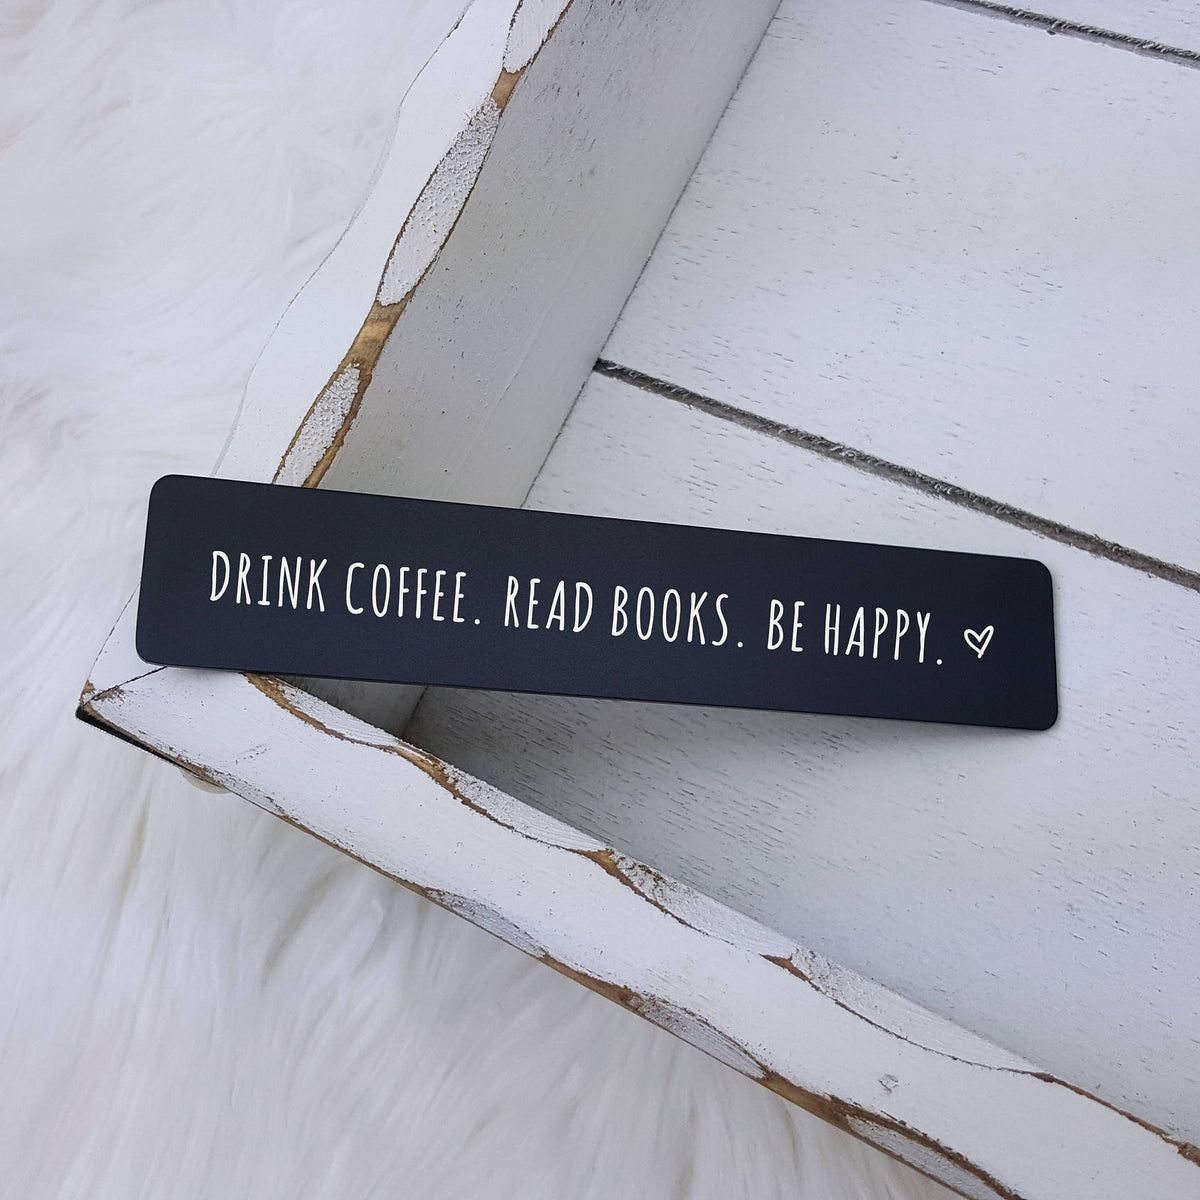 DRINK COFFEE. READ BOOKS. BE HAPPY. ♡